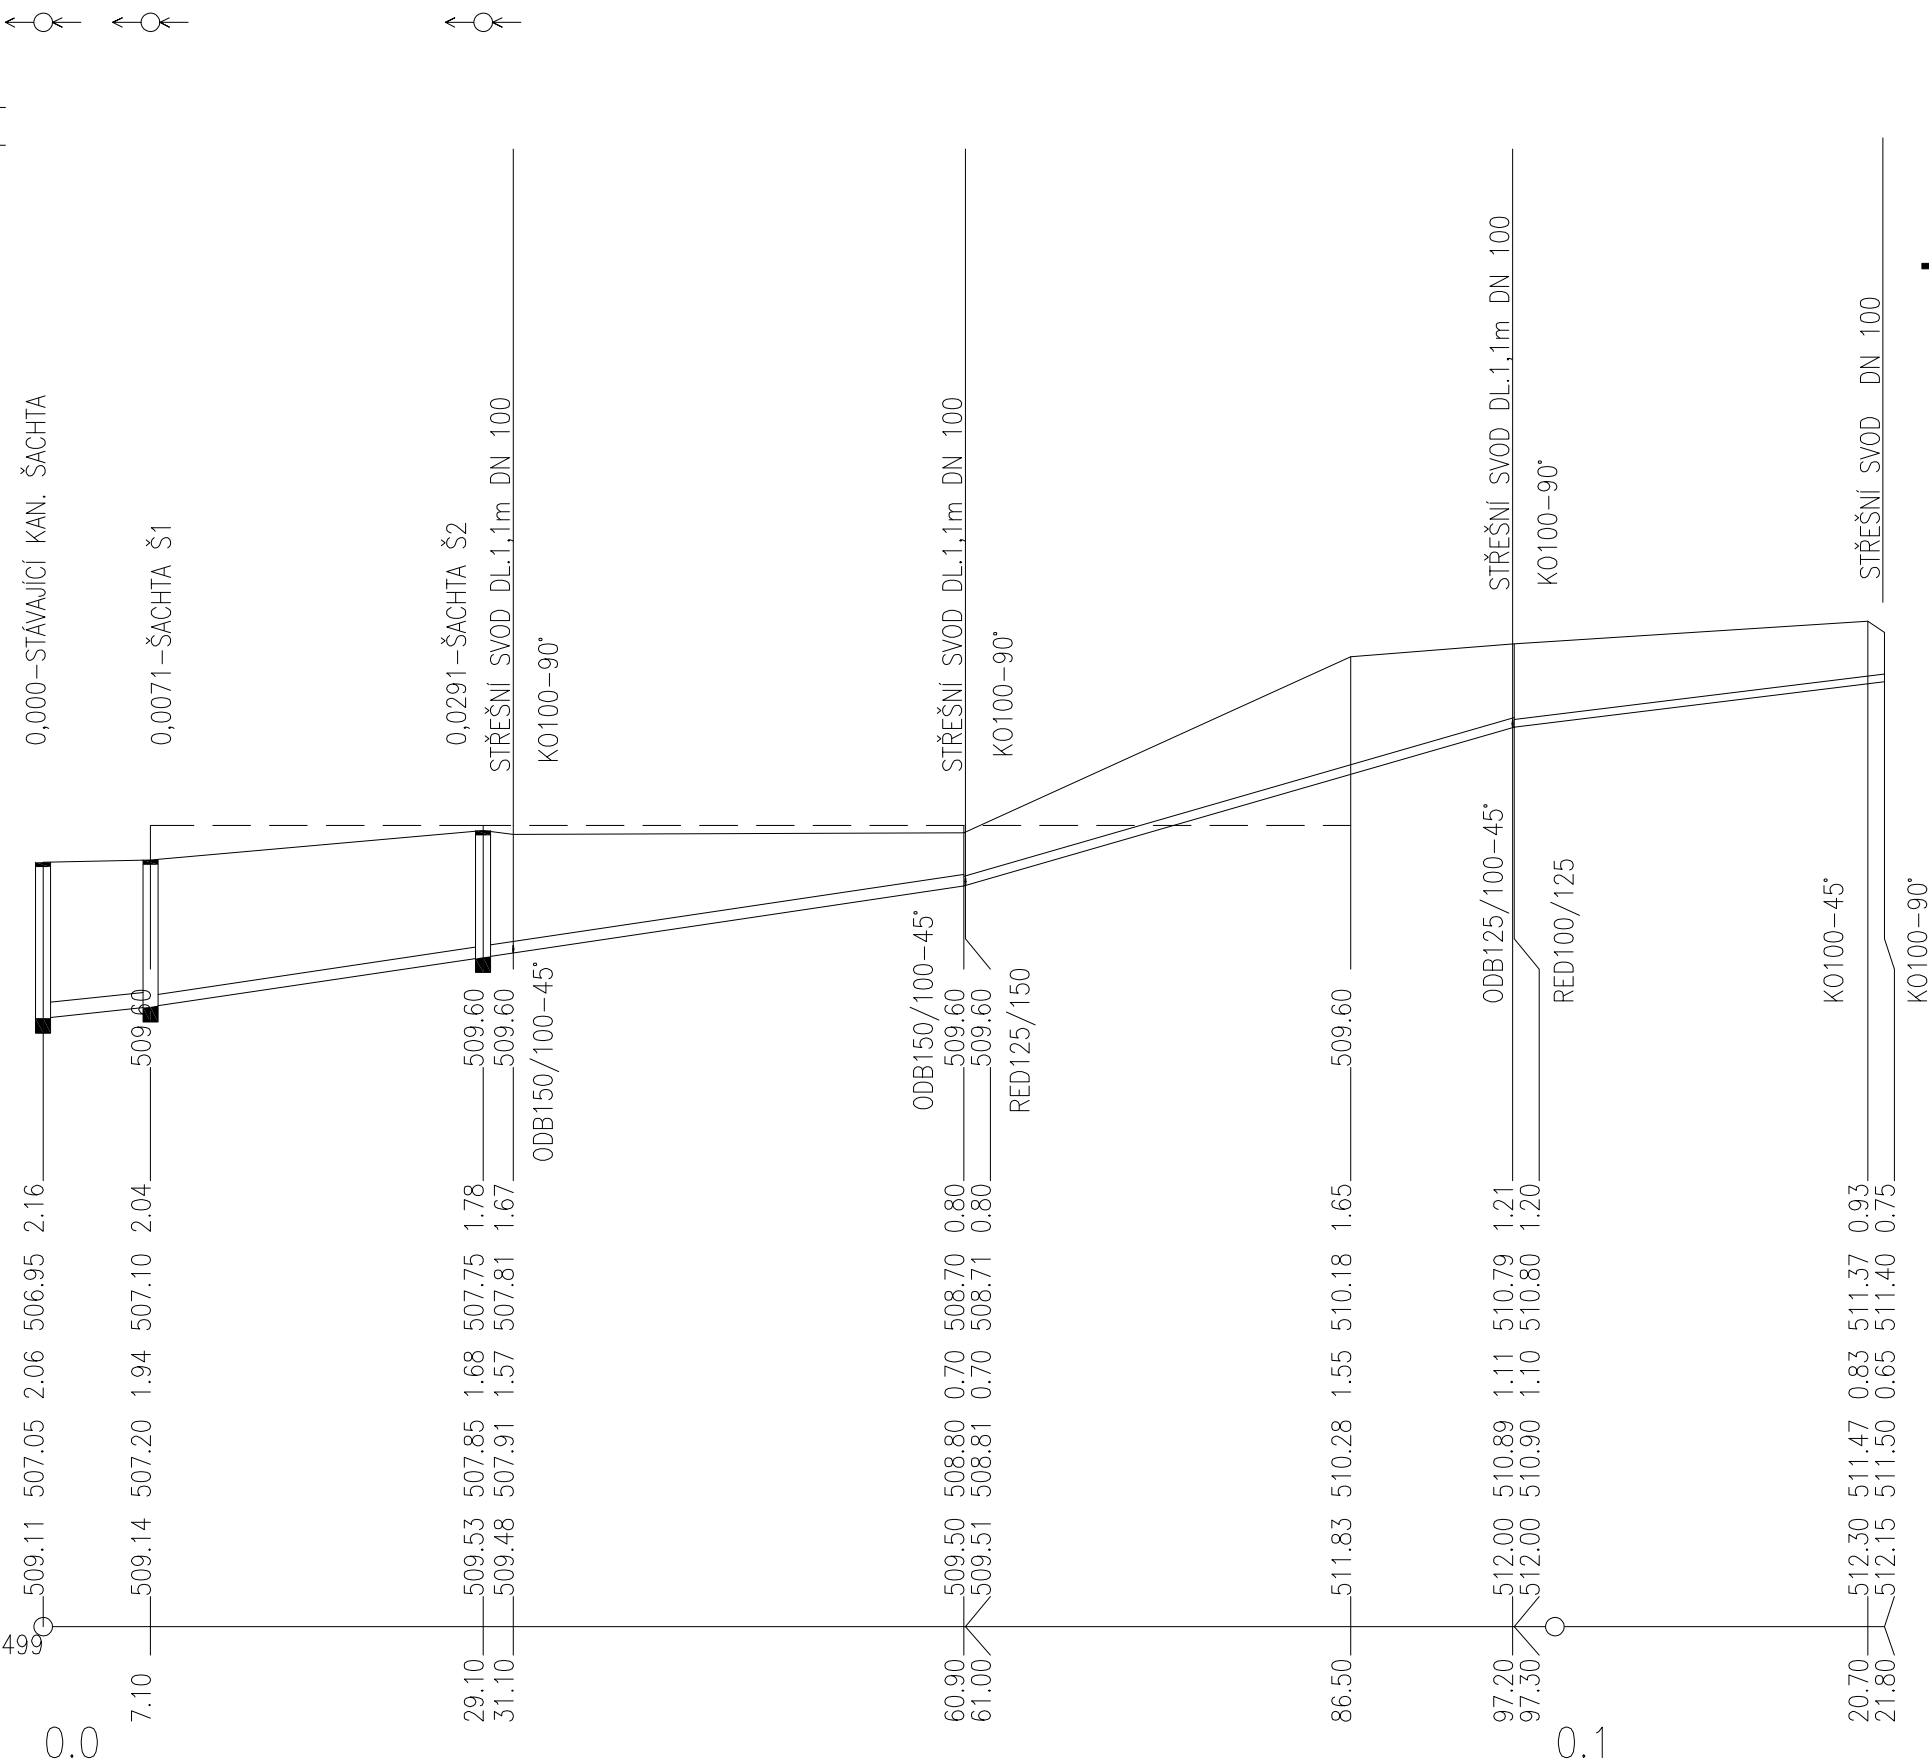 0,000-STÁVAJÍCÍ KAN. ŠACHTA
0,0071-ŠACHTA Š1
0,0291-ŠACHTA Š2
STŘEŠNÍ SVOD DL.1,1m DN 100
KO100-90°
STŘEŠNÍ SVOD DL.1,1m DN 100
KO100-90°
STŘEŠNÍ SVOD DL.1,1m DN 100
KO100-90°
STŘEŠNÍ SVOD DN 100
509.60
509.60
509.60
ODB150/100-45°
ODB150/100-45°
509.60
509.60
RED125/150
509.60
ODB125/100-45°
RED100/125
KO100-45°
KO100-90°
509.11 507.05 2.06 506.95 2.16
509.14 507.20 1.94 507.10 2.04
509.53 507.85 1.68 507.75 1.78
509.48 507.91 1.57 507.81 1.67
509.50 508.80 0.70 508.70 0.80
509.51 508.81 0.70 508.71 0.80
511.83 510.28 1.55 510.18 1.65
512.00 510.89 1.11 510.79 1.21
512.00 510.90 1.10 510.80 1.20
512.30 511.47 0.83 511.37 0.93
512.15 511.50 0.65 511.40 0.75
499
7.10
29.10
31.10
60.90
61.00
86.50
97.20
97.30
20.70
21.80
0.0
0.1